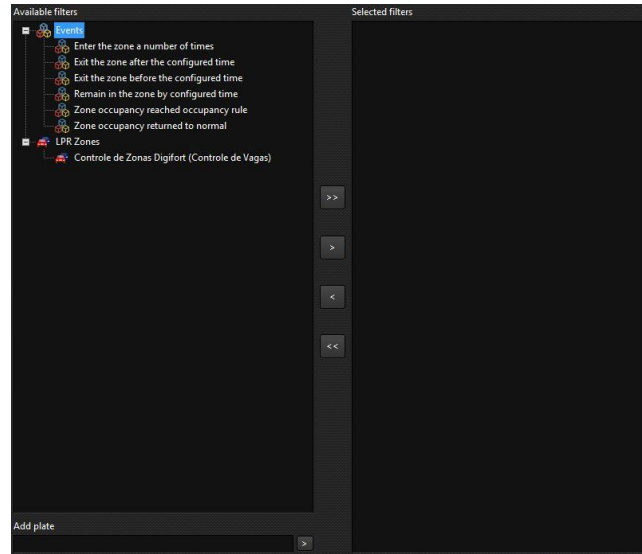 Available filters
Events
Enter the zone a number of times
Exit the zone after the configured time
Exit the zone before the configured time
Remain in the zone by configured time
Zone occupancy reached occupancy rule
Zone occupancy returned to normal
LPR Zones
Controle de Zonas Digifort (Controle de Vagas)
Add plate
>
>>
>
<
<<
Selected filters